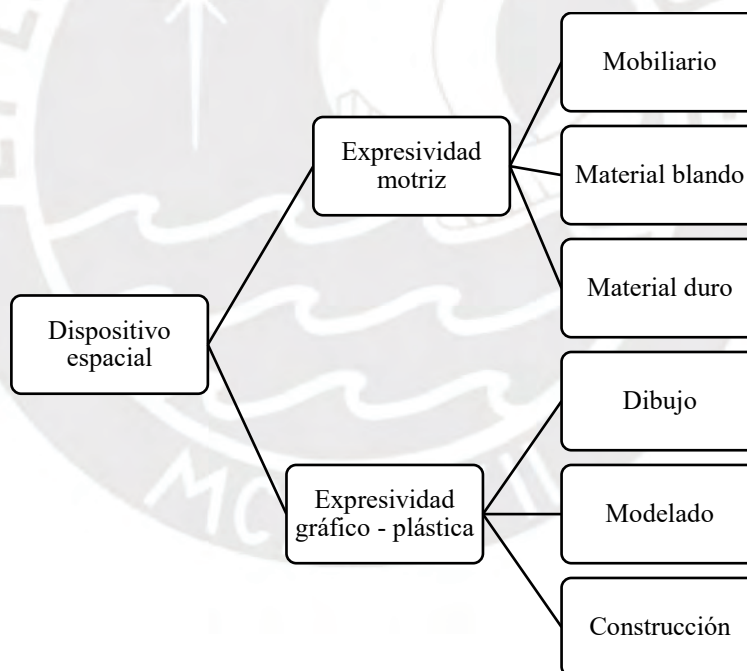 Mobiliario
Expresividad
motriz
Material blando
Material duro
Dispositivo
espacial
Dibujo
Expresividad
gráfico - plástica
Modelado
Construcción